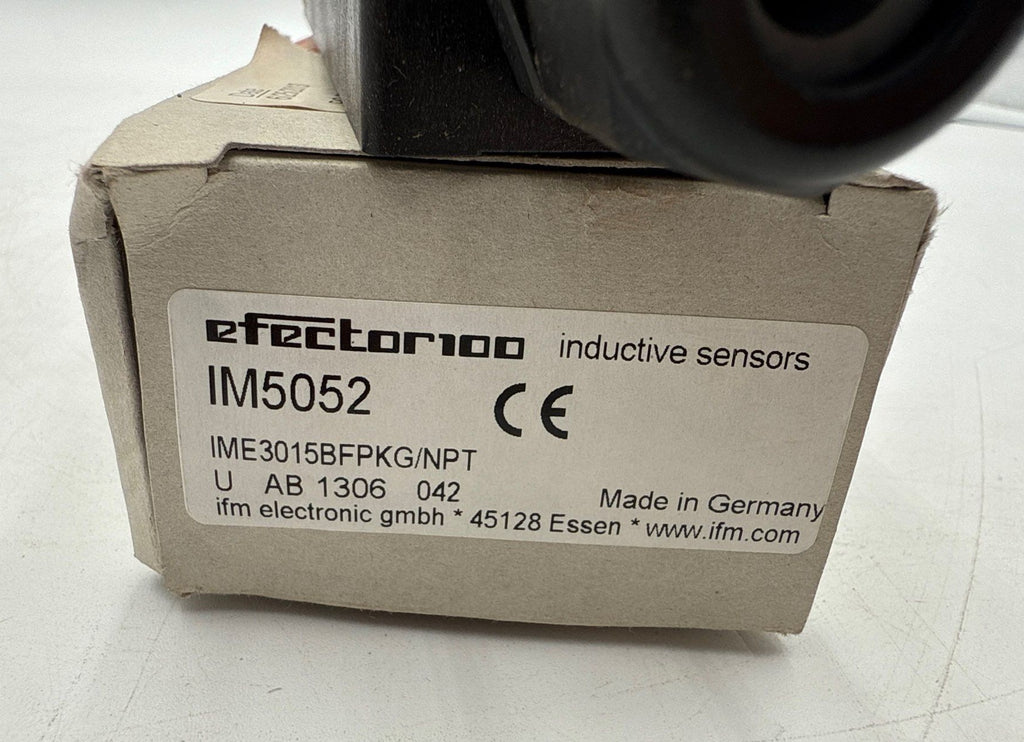 efector100 inductive sensors
IM5052 CE
IME3015BFPKG/NPT
U AB 1306 042
Made in Germany
ifm electronic gmbh * 45128 Essen * www.ifm.com